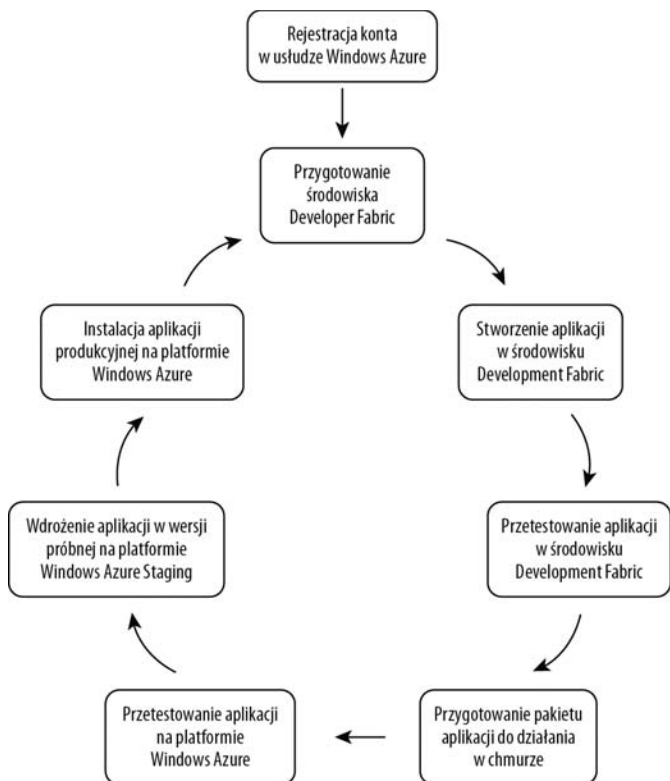 Rejestracja konta
w usłudze Windows Azure
Przygotowanie
środowiska
Developer Fabric
Stworzenie aplikacji
w środowisku
Development Fabric
Przetestowanie aplikacji
w środowisku
Development Fabric
Przygotowanie pakietu
aplikacji do działania
w chmurze
Przetestowanie aplikacji
na platformie
Windows Azure
Wdrożenie aplikacji w wersji
próbnej na platformie
Windows Azure Staging
Instalacja aplikacji
produkcyjnej na platformie
Windows Azure